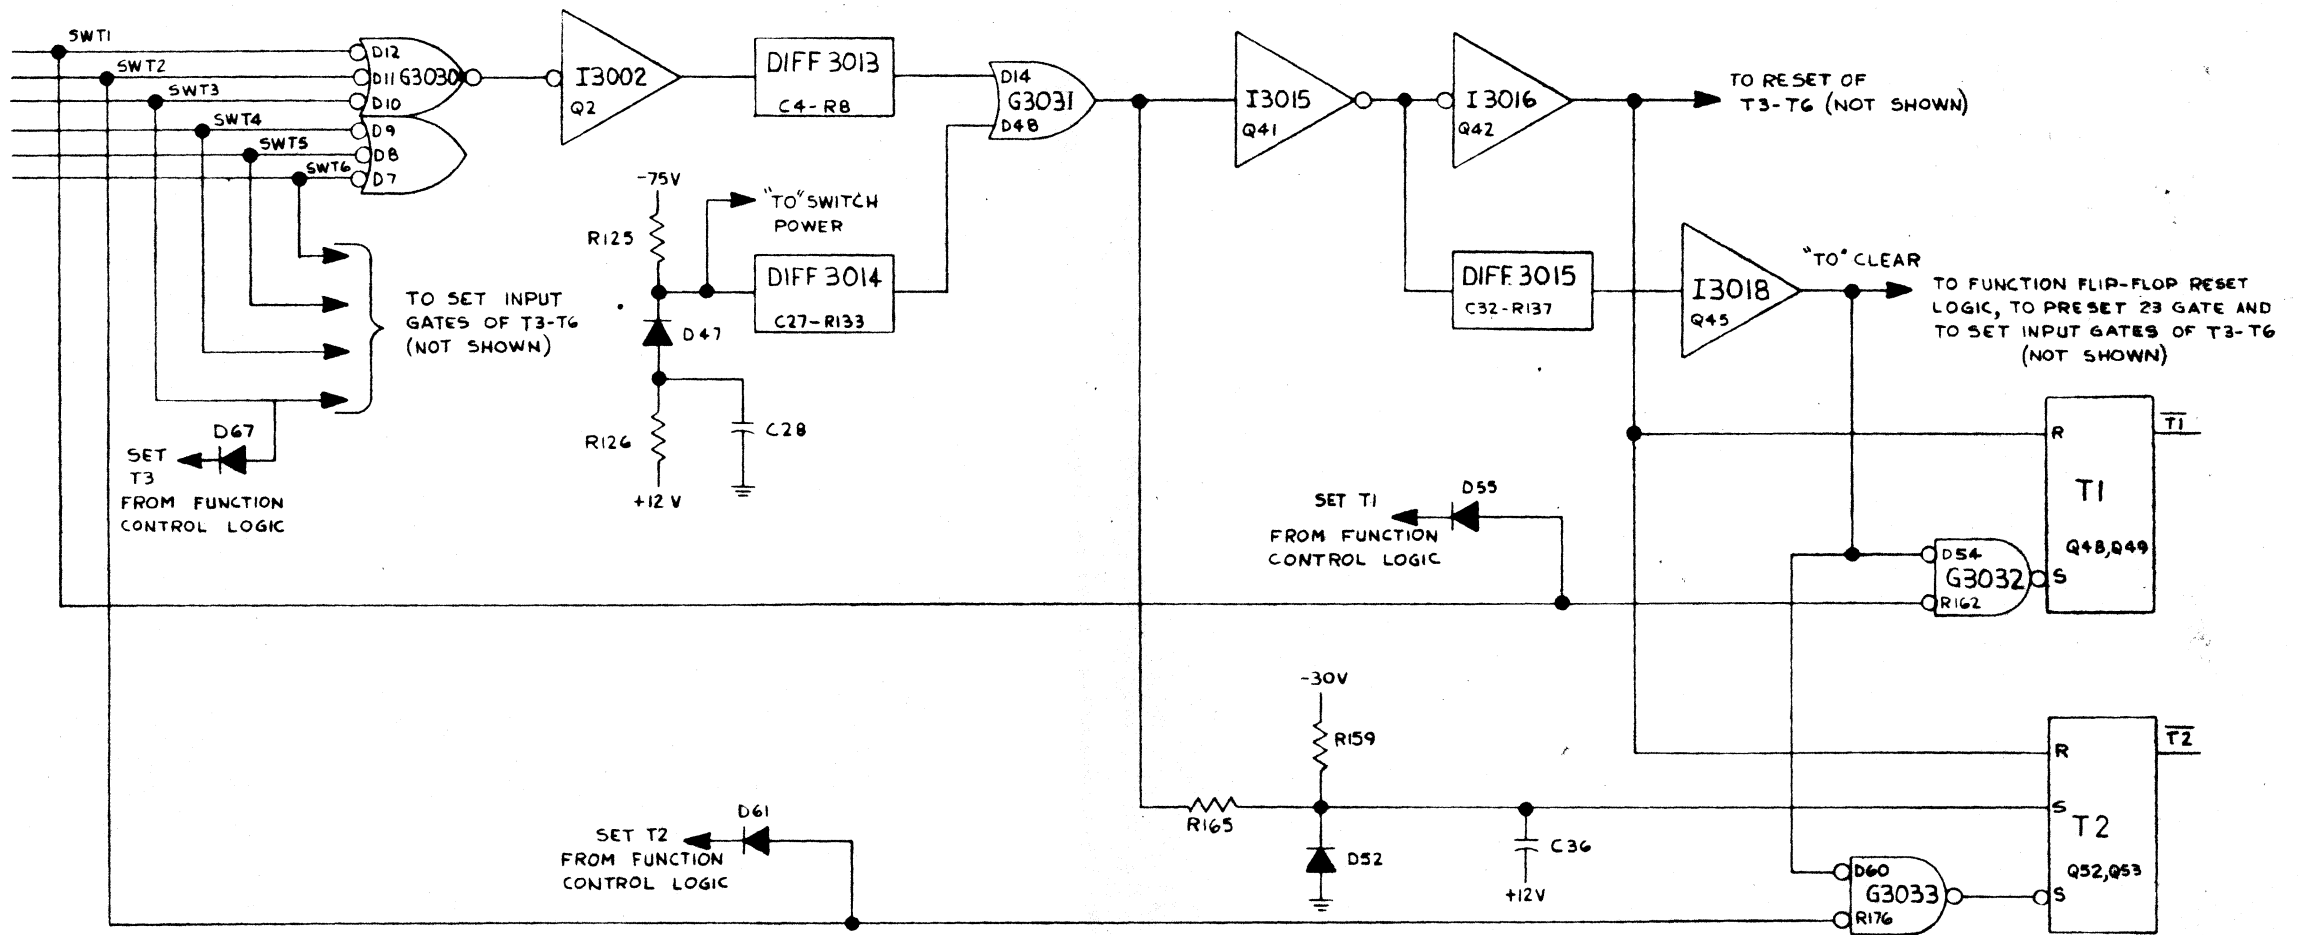 SWT1
SWT2
SWT3
SWT4
SWT5
SWT6
D12
D11
D10
D9
D8
D7
G3030
I3002
Q2
DIFF 3013
C4-R8
D14
G3031
D48
I3015
Q41
I3016
Q42
TO RESET OF
T3-T6 (NOT SHOWN)
-75V
R125
"TO" SWITCH
POWER
DIFF 3014
C27-R133
D47
R126
C28
+12 V
TO SET INPUT
GATES OF T3-T6
(NOT SHOWN)
D67
SET
T3
FROM FUNCTION
CONTROL LOGIC
DIFF. 3015
C32-R137
I3018
Q45
"TO" CLEAR
TO FUNCTION FLIP-FLOP RESET
LOGIC, TO PRESET 23 GATE AND
TO SET INPUT GATES OF T3-T6
(NOT SHOWN)
R
T1
T1
Q48,Q49
S
D54
G3032
R162
D55
SET T1
FROM FUNCTION
CONTROL LOGIC
-30V
R159
R165
D52
C36
+12V
R
T2
S
T2
Q52,Q53
S
D60
G3033
R176
D61
SET T2
FROM FUNCTION
CONTROL LOGIC